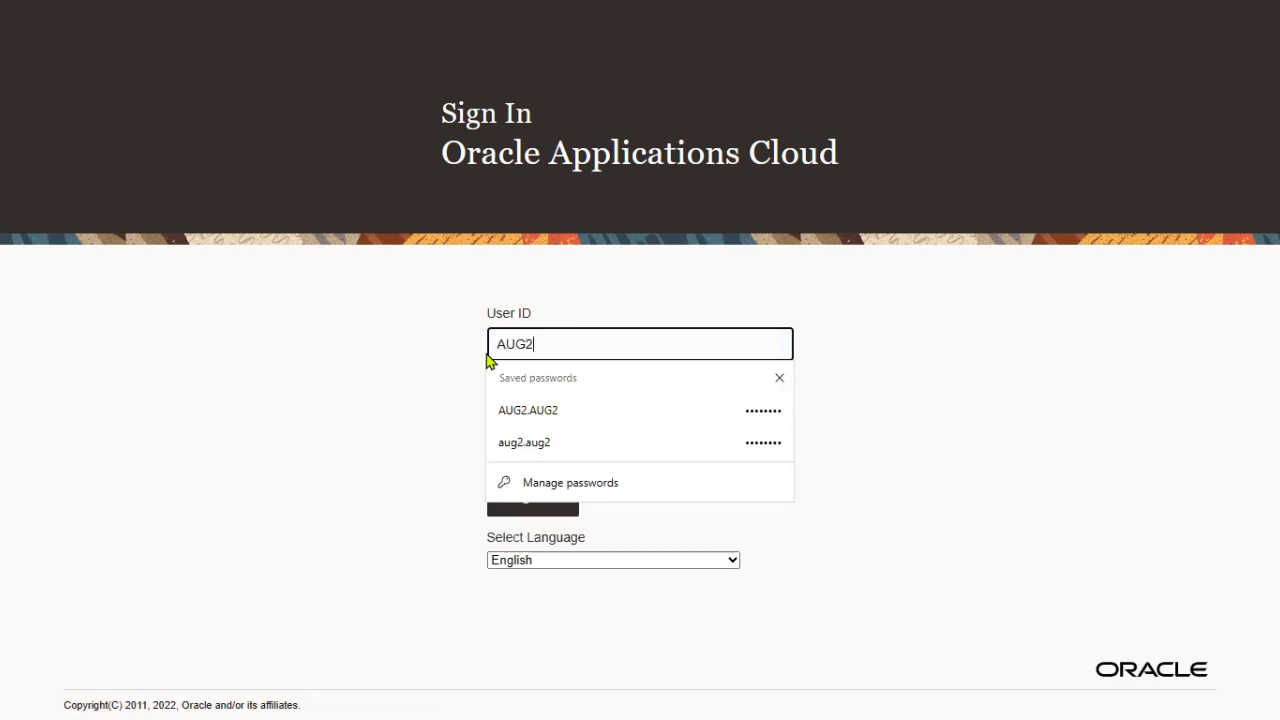 Sign In
Oracle Applications Cloud
User ID
AUG2
Saved passwords
AUG2.AUG2 ••••••••
aug2.aug2 ••••••••
Manage passwords
Select Language
English
ORACLE
Copyright(C) 2011, 2022, Oracle and/or its affiliates.